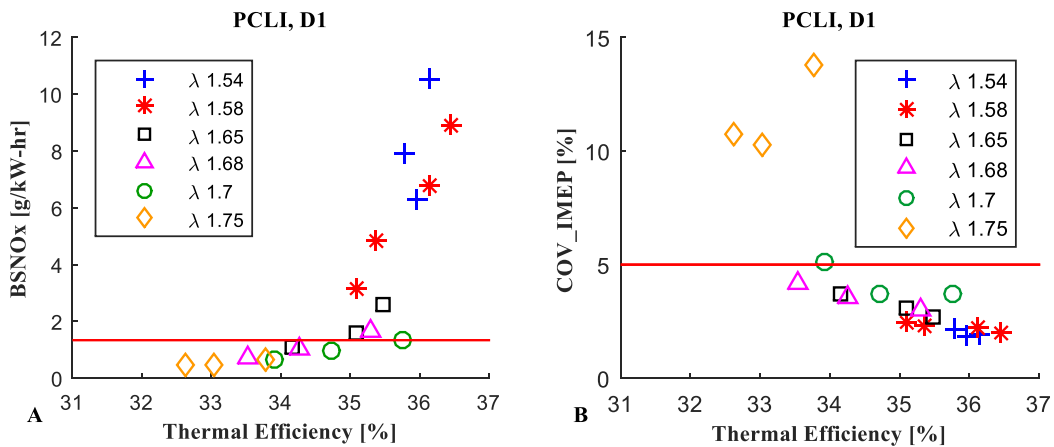 PCLI, D1
12
10
8
6
4
2
0
BSNOx [g/kW-hr]
λ 1.54
λ 1.58
λ 1.65
λ 1.68
λ 1.7
λ 1.75
31 32 33 34 35 36 37
A
Thermal Efficiency [%]
PCLI, D1
15
10
5
0
COV_IMEP [%]
λ 1.54
λ 1.58
λ 1.65
λ 1.68
λ 1.7
λ 1.75
31 32 33 34 35 36 37
B
Thermal Efficiency [%]